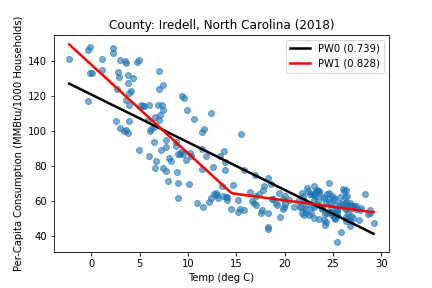 County: Iredell, North Carolina (2018)
Per-Capita Consumption (MMBtu/1000 Households)
140
120
100
80
60
40
PW0 (0.739)
PW1 (0.828)
0 5 10 15 20 25 30
Temp (deg C)